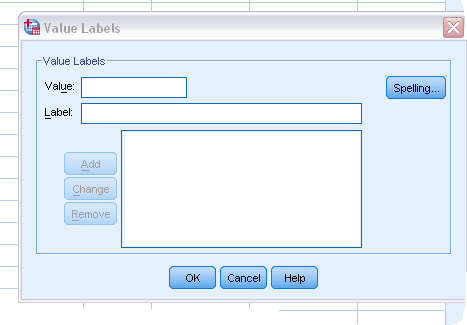 Value Labels
Value Labels
Value:
Spelling...
Label:
Add
Change
Remove
OK Cancel Help